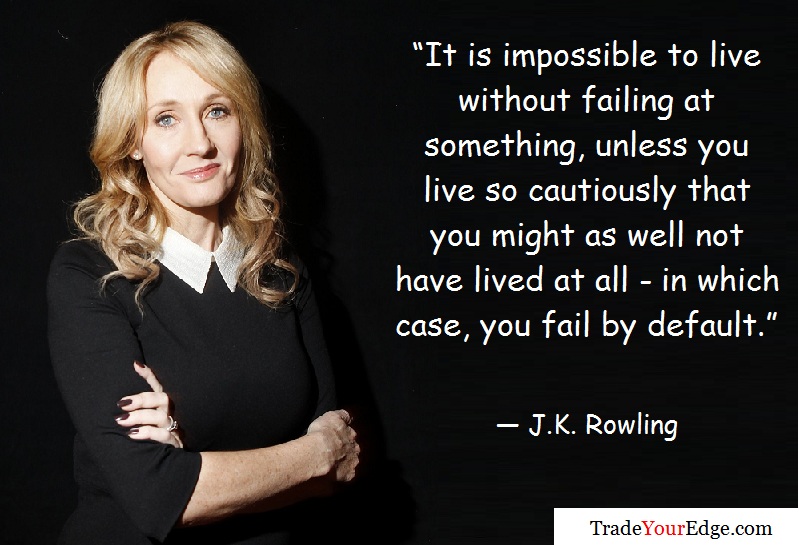 “It is impossible to live
without failing at
something, unless you
live so cautiously that
you might as well not
have lived at all - in which
case, you fail by default.”
— J.K. Rowling
TradeYourEdge.com